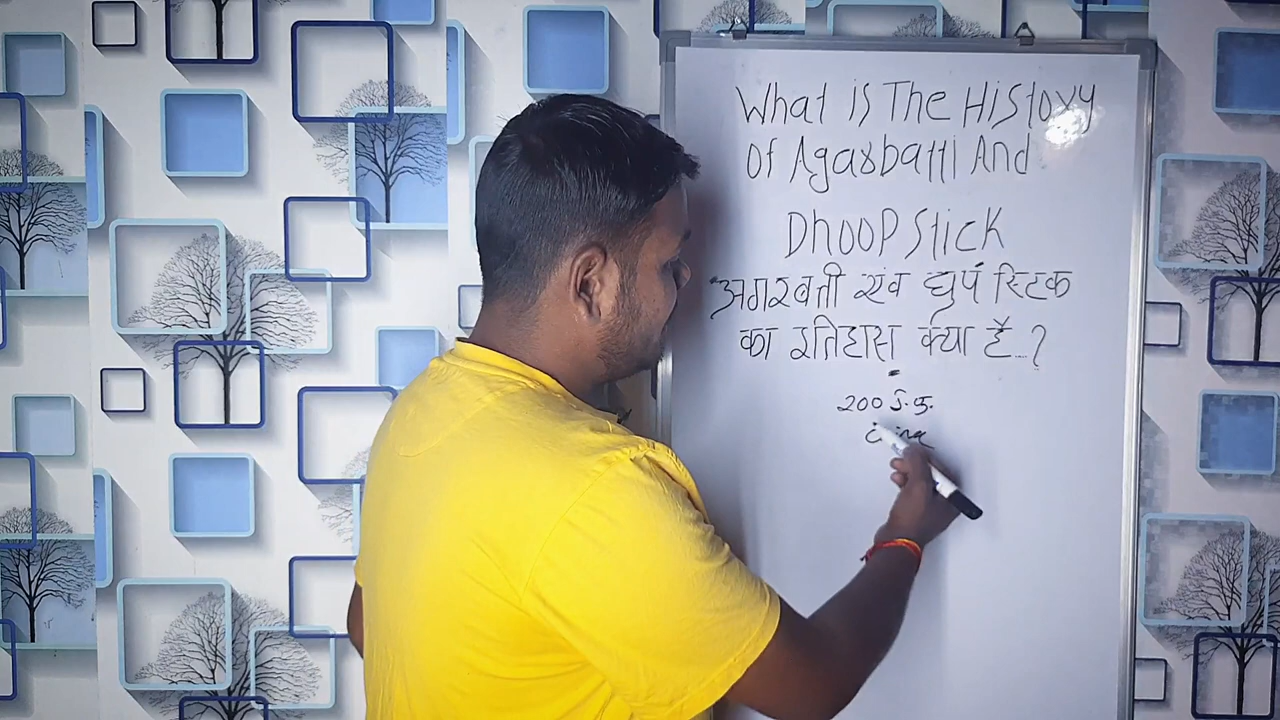 What is The History
Of Agarbatti And
Dhoop Stick
अगरबत्ती एवं धुप स्टिक
का इतिहास क्या है...?
200 ई.पू.